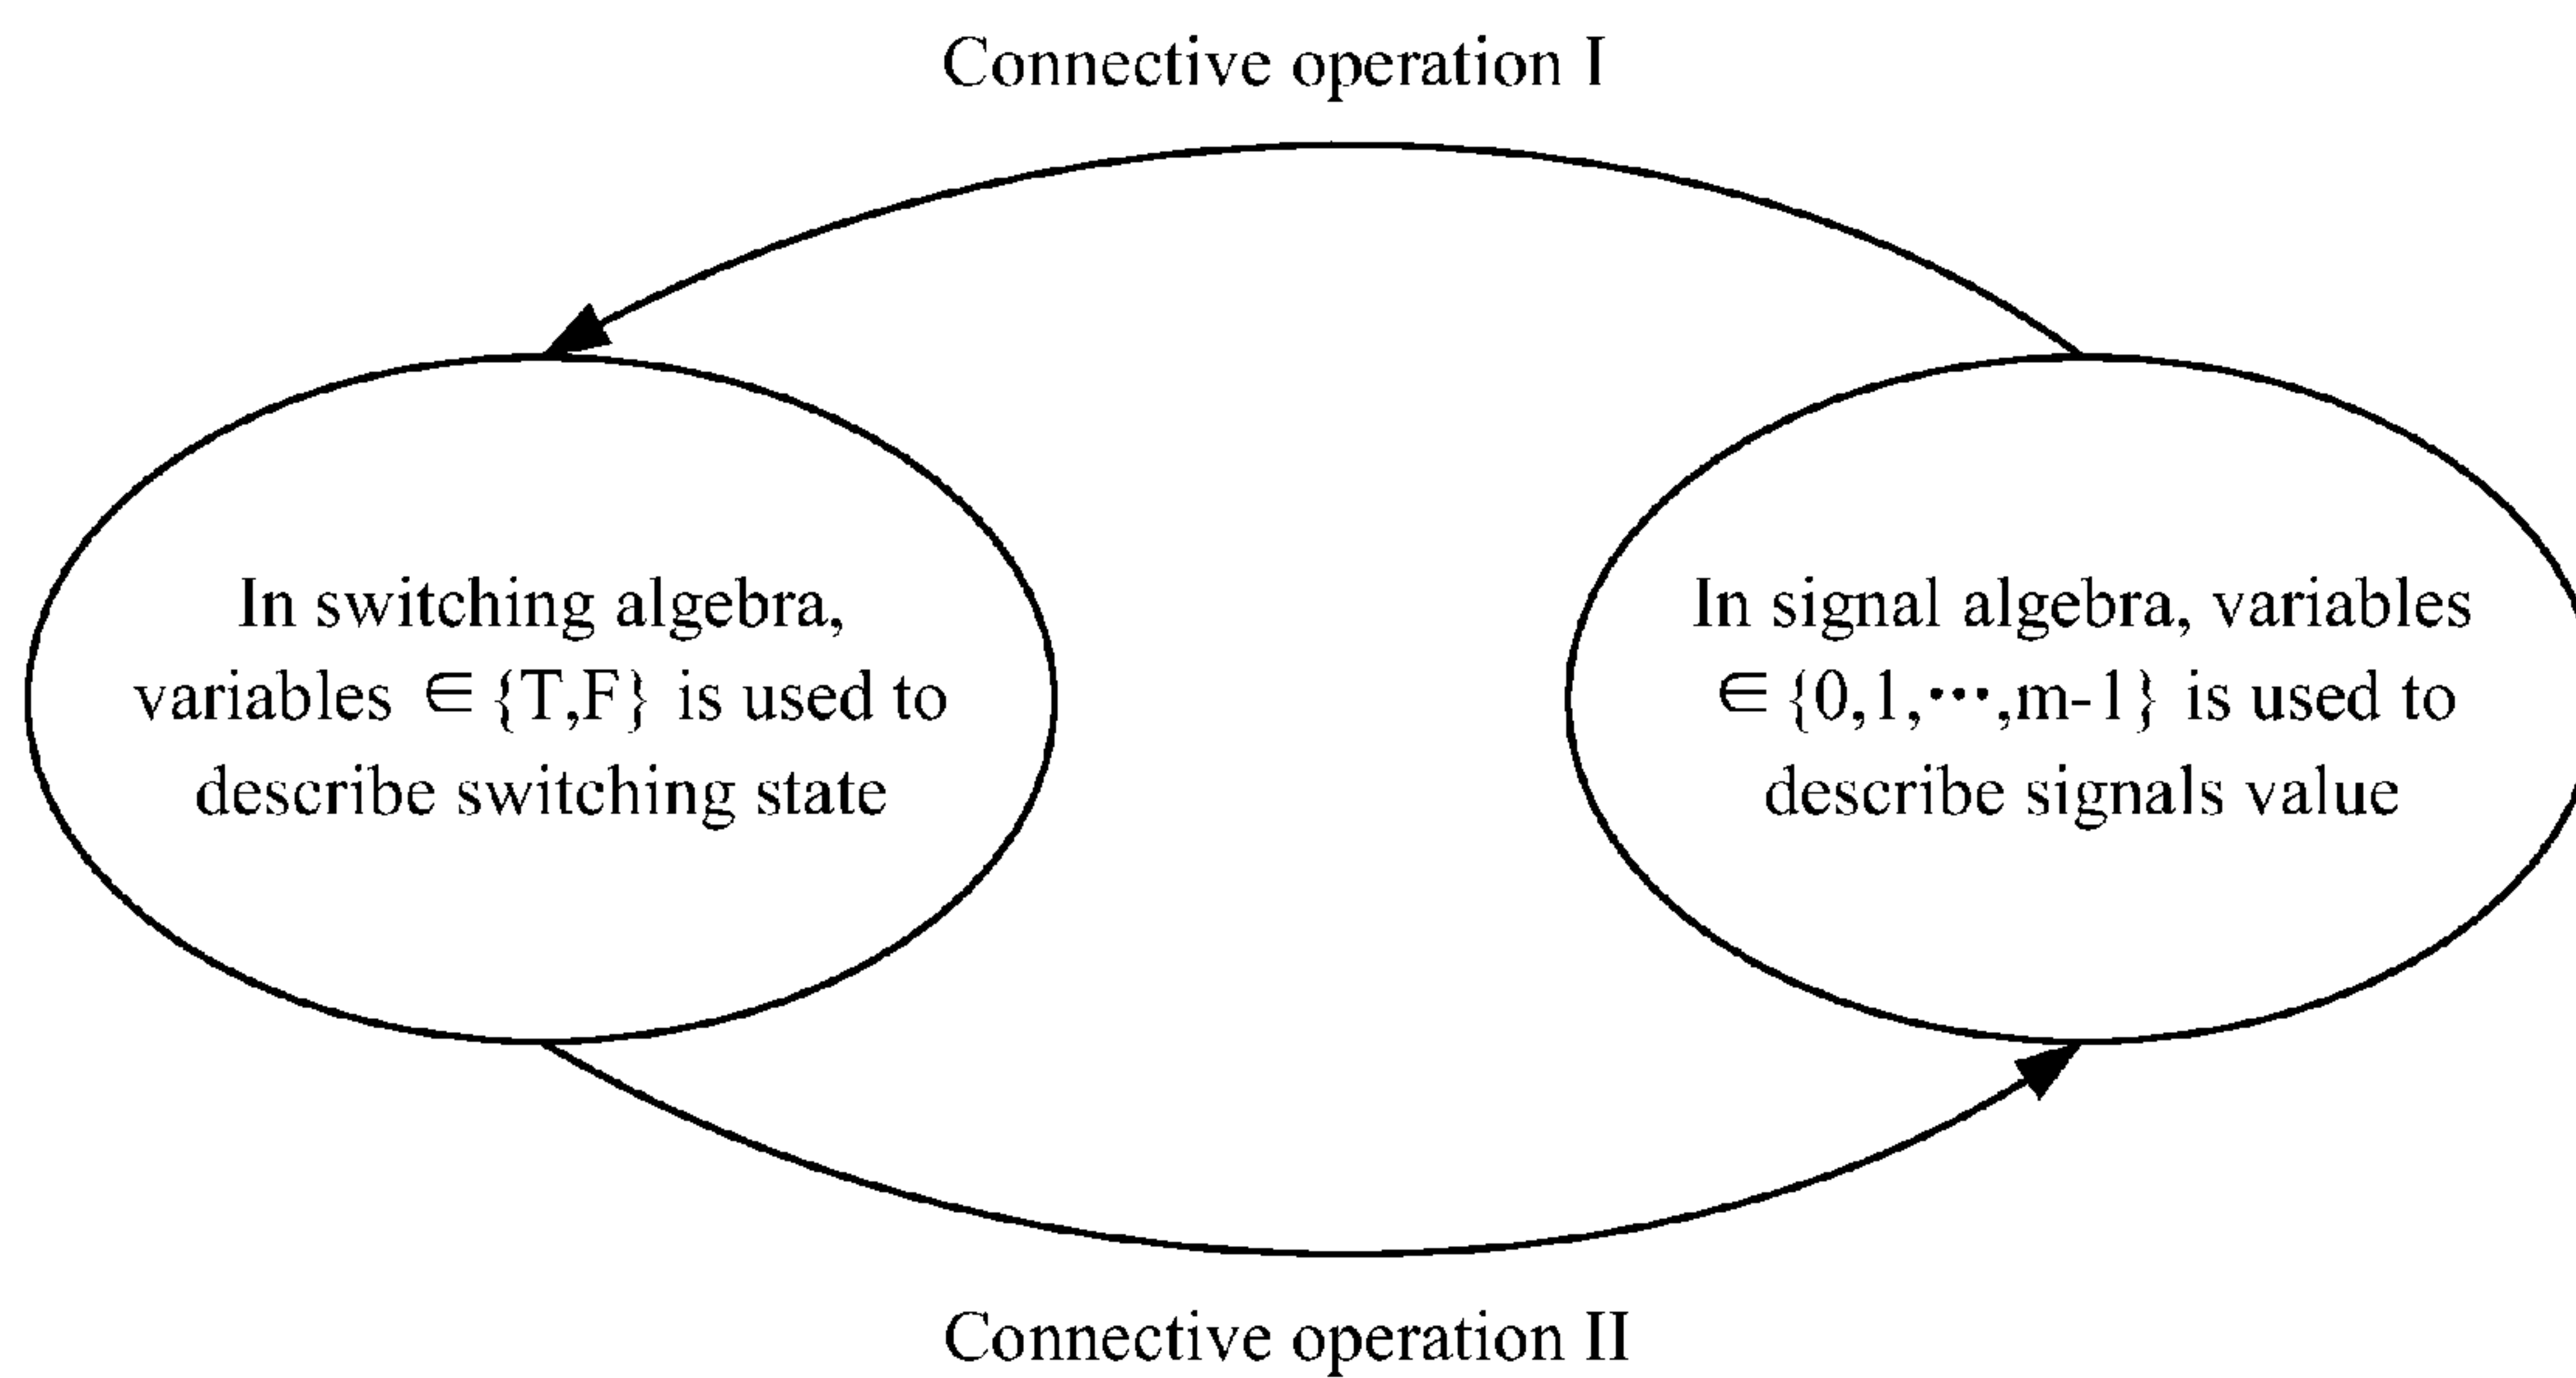 Connective operation I
In switching algebra,
variables ∈{T,F} is used to
describe switching state
In signal algebra, variables
∈{0,1,⋯,m-1} is used to
describe signals value
Connective operation II